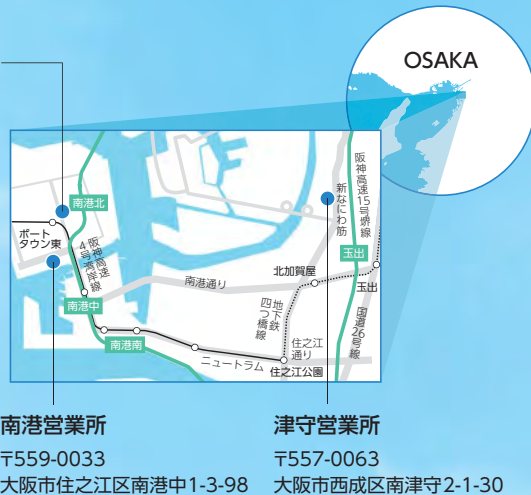 OSAKA
南港北
ポート
タウン東
阪神高速
4号湾岸線
南港中
南港南
南港通り
ニュートラム
北加賀屋
地下鉄
四つ橋線
住之江
通り
住之江公園
新なにわ筋
阪神高速15号堺線
玉出
玉出
国道26号線
南港営業所
〒559-0033
大阪市住之江区南港中1-3-98
津守営業所
〒557-0063
大阪市西成区南津守2-1-30